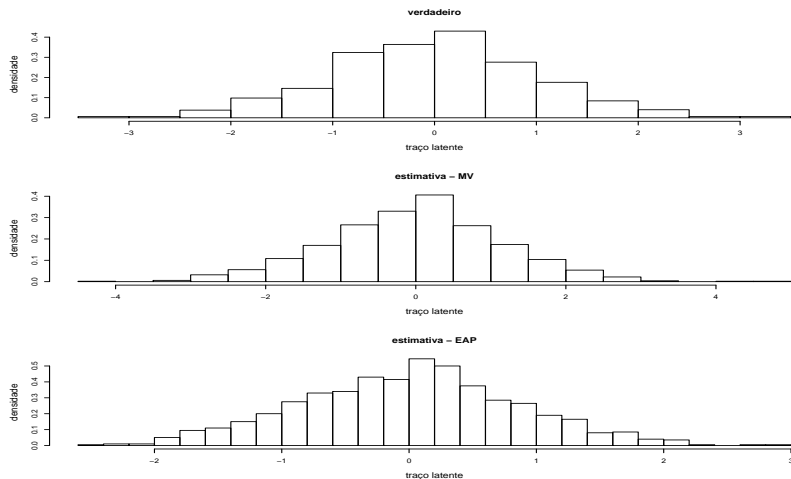 verdadeiro
densidade
0.0 0.1 0.2 0.3 0.4
−3 −2 −1 0 1 2 3
traço latente
estimativa − MV
densidade
0.0 0.1 0.2 0.3 0.4
−4 −2 0 2 4
traço latente
estimativa − EAP
densidade
0.0 0.1 0.2 0.3 0.4 0.5
−2 −1 0 1 2 3
traço latente